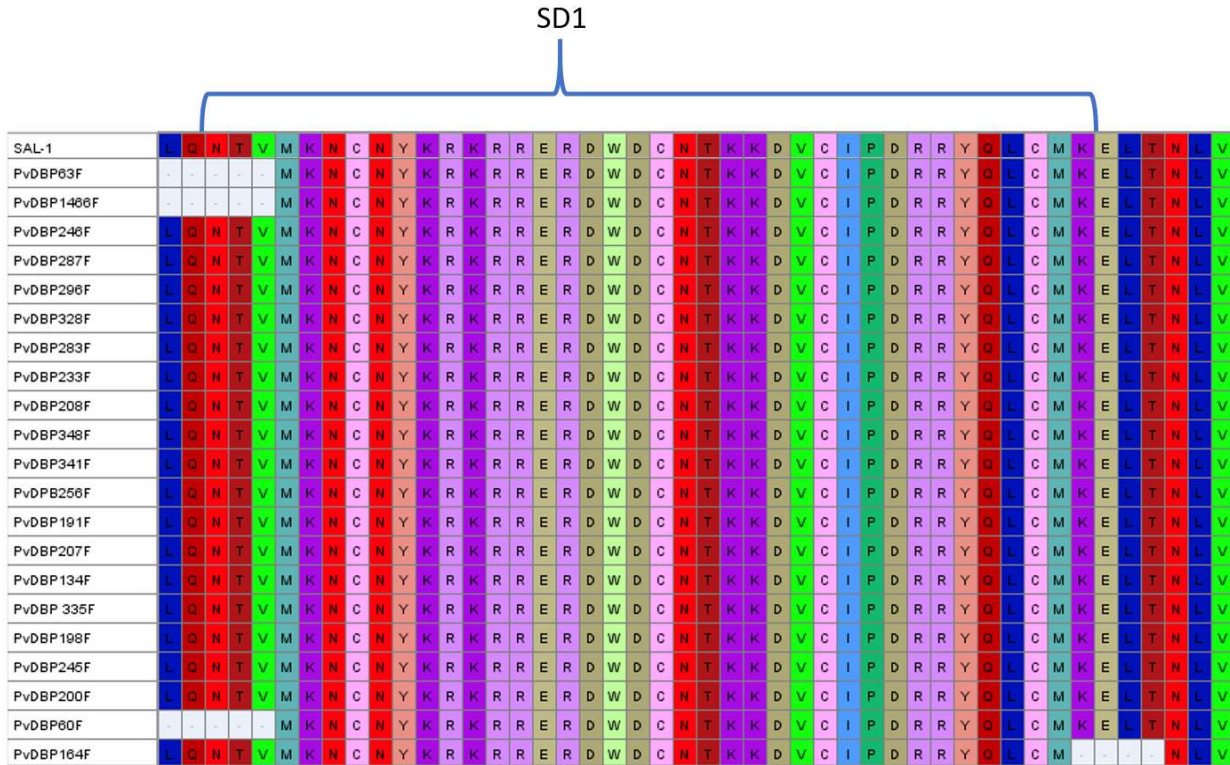 SD1
SAL-1 L Q N T V M K N C N Y K R K R R E R D W D C N T K K D V C I P D R R Y Q L C M K E L T N L V
PvDBP63F - - - - - M K N C N Y K R K R R E R D W D C N T K K D V C I P D R R Y Q L C M K E L T N L V
PvDBP1466F - - - - - M K N C N Y K R K R R E R D W D C N T K K D V C I P D R R Y Q L C M K E L T N L V
PvDBP246F L Q N T V M K N C N Y K R K R R E R D W D C N T K K D V C I P D R R Y Q L C M K E L T N L V
PvDBP287F L Q N T V M K N C N Y K R K R R E R D W D C N T K K D V C I P D R R Y Q L C M K E L T N L V
PvDBP296F L Q N T V M K N C N Y K R K R R E R D W D C N T K K D V C I P D R R Y Q L C M K E L T N L V
PvDBP328F L Q N T V M K N C N Y K R K R R E R D W D C N T K K D V C I P D R R Y Q L C M K E L T N L V
PvDBP283F L Q N T V M K N C N Y K R K R R E R D W D C N T K K D V C I P D R R Y Q L C M K E L T N L V
PvDBP233F L Q N T V M K N C N Y K R K R R E R D W D C N T K K D V C I P D R R Y Q L C M K E L T N L V
PvDBP208F L Q N T V M K N C N Y K R K R R E R D W D C N T K K D V C I P D R R Y Q L C M K E L T N L V
PvDBP348F L Q N T V M K N C N Y K R K R R E R D W D C N T K K D V C I P D R R Y Q L C M K E L T N L V
PvDBP341F L Q N T V M K N C N Y K R K R R E R D W D C N T K K D V C I P D R R Y Q L C M K E L T N L V
PvDPB256F L Q N T V M K N C N Y K R K R R E R D W D C N T K K D V C I P D R R Y Q L C M K E L T N L V
PvDBP191F L Q N T V M K N C N Y K R K R R E R D W D C N T K K D V C I P D R R Y Q L C M K E L T N L V
PvDBP207F L Q N T V M K N C N Y K R K R R E R D W D C N T K K D V C I P D R R Y Q L C M K E L T N L V
PvDBP134F L Q N T V M K N C N Y K R K R R E R D W D C N T K K D V C I P D R R Y Q L C M K E L T N L V
PvDBP 335F L Q N T V M K N C N Y K R K R R E R D W D C N T K K D V C I P D R R Y Q L C M K E L T N L V
PvDBP198F L Q N T V M K N C N Y K R K R R E R D W D C N T K K D V C I P D R R Y Q L C M K E L T N L V
PvDBP245F L Q N T V M K N C N Y K R K R R E R D W D C N T K K D V C I P D R R Y Q L C M K E L T N L V
PvDBP200F L Q N T V M K N C N Y K R K R R E R D W D C N T K K D V C I P D R R Y Q L C M K E L T N L V
PvDBP60F - - - - - M K N C N Y K R K R R E R D W D C N T K K D V C I P D R R Y Q L C M K E L T N L V
PvDBP164F L Q N T V M K N C N Y K R K R R E R D W D C N T K K D V C I P D R R Y Q L C M - - - - N L V